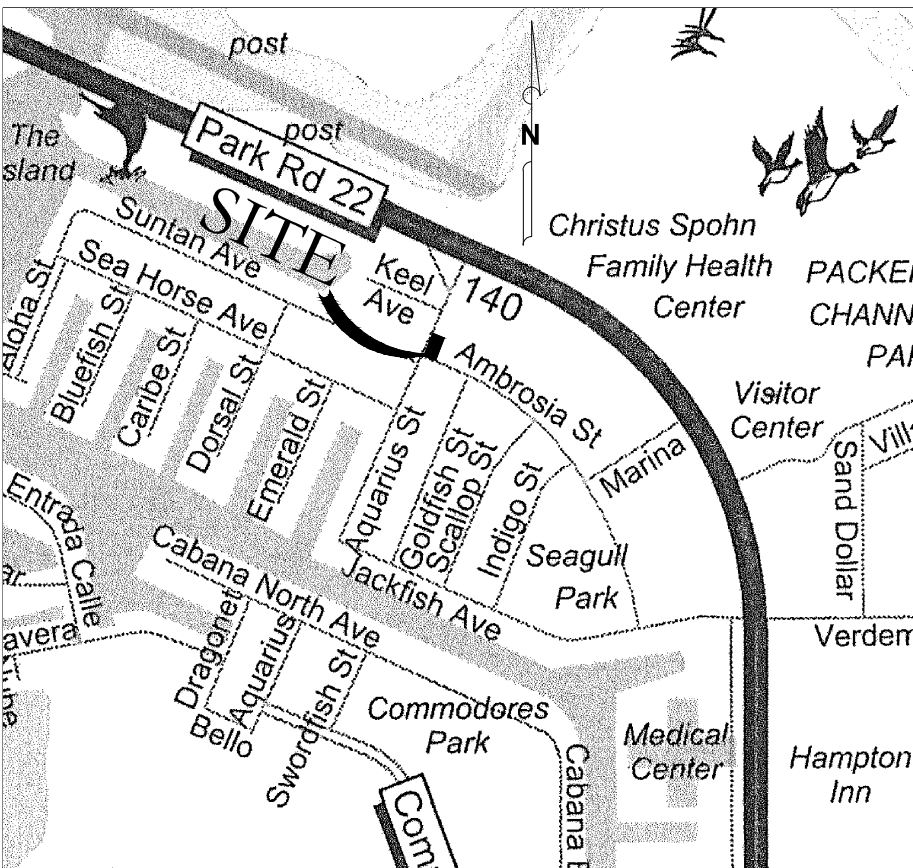 post
post
The
sland
Park Rd 22
N
SITE
Suntan Ave
Keel
Ave
140
Christus Spohn
Family Health
Center
PACKE
CHANN
PA
Sea Horse Ave
Aloha St
Bluefish St
Caribe St
Dorsal St
Emerald St
Aquarius St
Goldfish St
Scallop St
Indigo St
Ambrosia St
Marina
Visitor
Center
Sand Dollar
Villa
Entrada Calle
Cabana North Ave
Jackfish Ave
Seagull
Park
ar
avera
Verdem
Dragonet
Aquarius
Swordfish St
Bello
Commodores
Park
Medical
Center
Hampton
Inn
Cabana E
Com